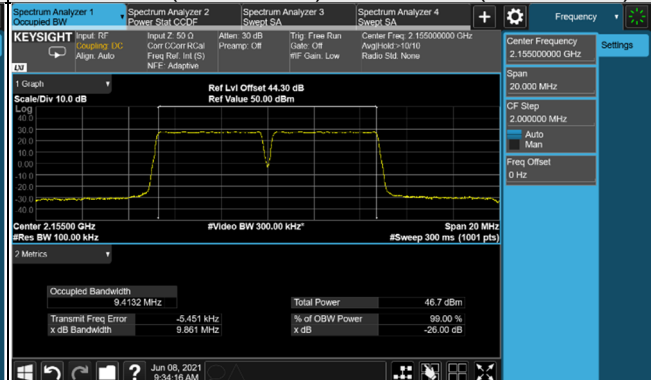 Spectrum Analyzer 1
Occupied BW
Spectrum Analyzer 2
Power Stat CCDF
Spectrum Analyzer 3
Swept SA
Spectrum Analyzer 4
Swept SA
+
Frequency
KEYSIGHT
LXI
Input: RF
Coupling: DC
Align: Auto
Input Z: 50 Ω
Corr CCorr RCal
Freq Ref: Int (S)
NFE: Adaptive
Atten: 30 dB
Preamp: Off
Trig: Free Run
Gate: Off
#IF Gain: Low
Center Freq: 2.155000000 GHz
Avg|Hold:>10/10
Radio Std: None
Center Frequency
2.155000000 GHz
Settings
Span
20.000 MHz
CF Step
2.000000 MHz
Auto
Man
Freq Offset
0 Hz
1 Graph
Scale/Div 10.0 dB
Ref Lvl Offset 44.30 dB
Ref Value 50.00 dBm
Log
40.0
30.0
20.0
10.0
0.00
-10.0
-20.0
-30.0
-40.0
Center 2.15500 GHz
#Res BW 100.00 kHz
#Video BW 300.00 kHz*
Span 20 MHz
#Sweep 300 ms (1001 pts)
2 Metrics
Occupied Bandwidth
9.4132 MHz
Total Power 46.7 dBm
Transmit Freq Error -5.451 kHz
% of OBW Power 99.00 %
x dB Bandwidth 9.861 MHz
x dB -26.00 dB
?
Jun 08, 2021
9:34:16 AM